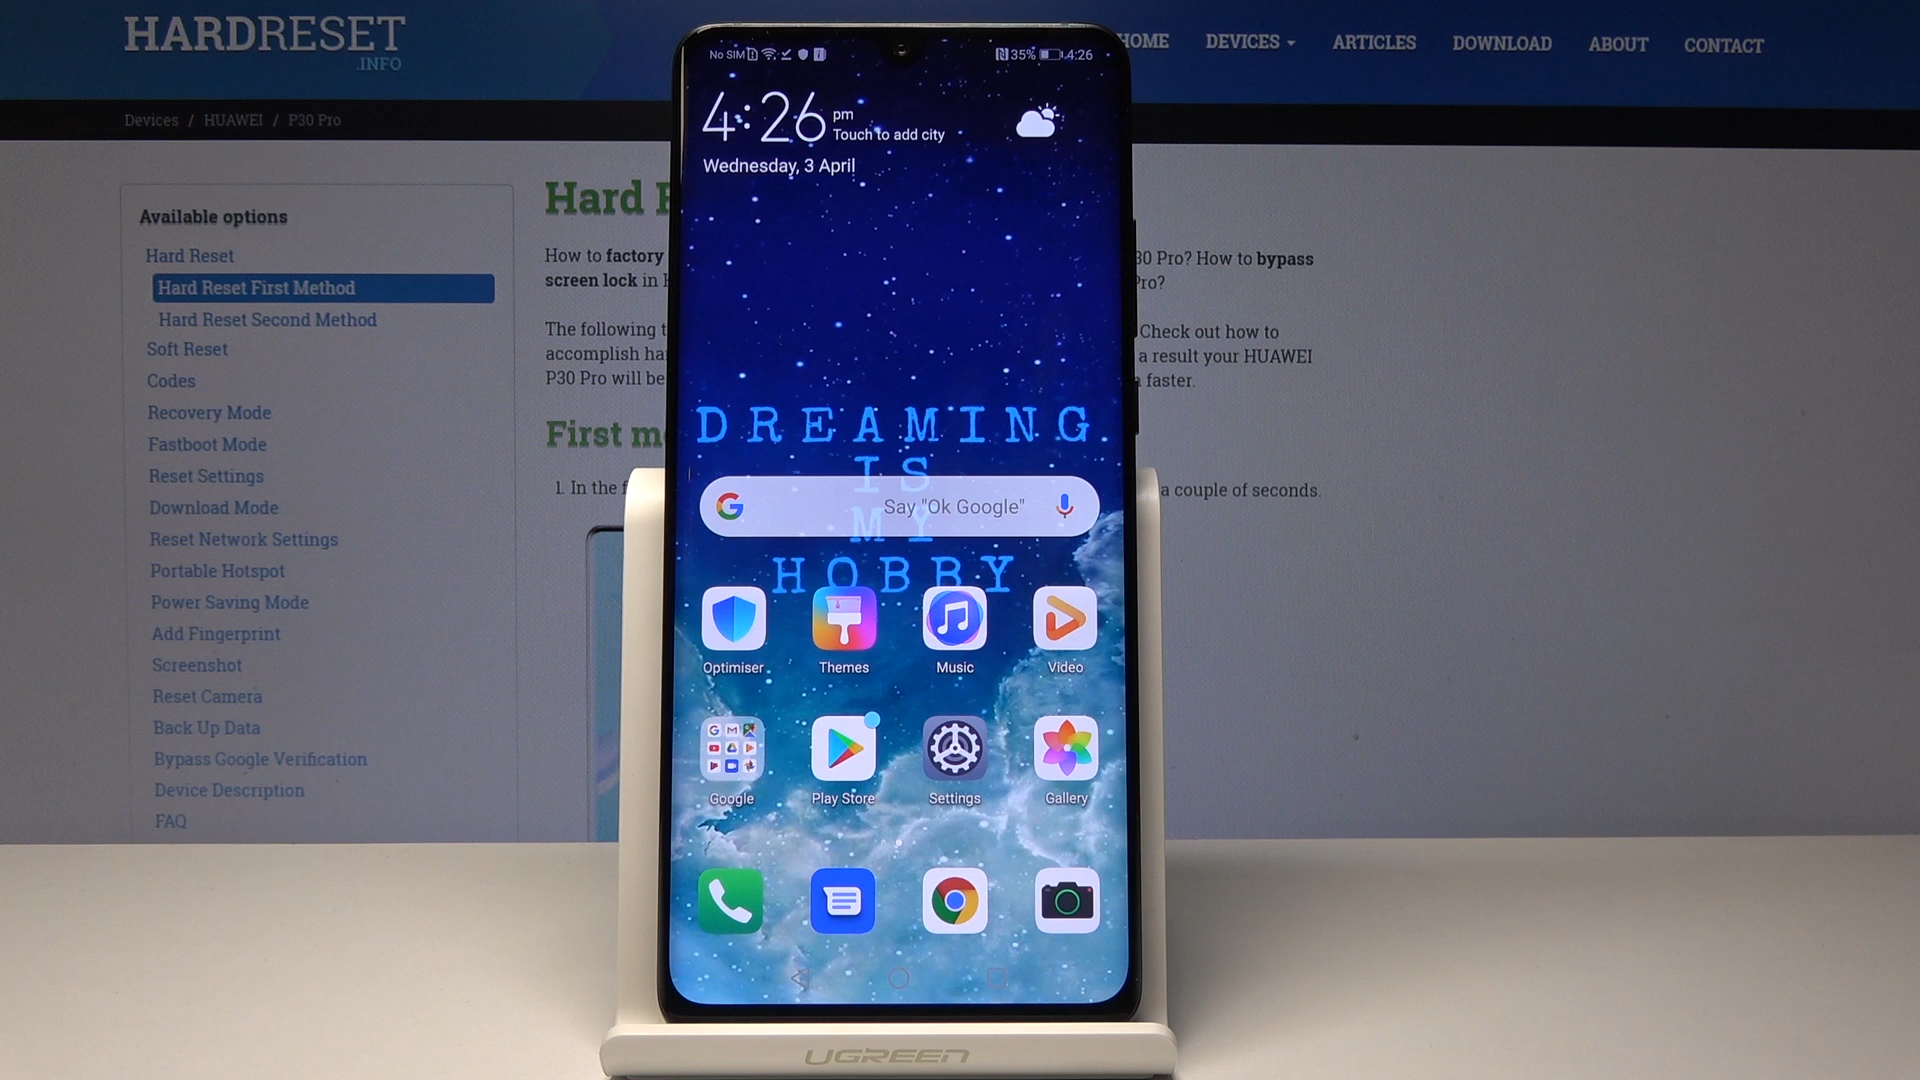 HARDRESET
.INFO
HOME DEVICES ARTICLES DOWNLOAD ABOUT CONTACT
Devices / HUAWEI / P30 Pro
Available options
Hard Reset
Hard Reset First Method
Hard Reset Second Method
Soft Reset
Codes
Recovery Mode
Fastboot Mode
Reset Settings
Download Mode
Reset Network Settings
Portable Hotspot
Power Saving Mode
Add Fingerprint
Screenshot
Reset Camera
Back Up Data
Bypass Google Verification
Device Description
FAQ
Hard
How to factory
screen lock in
The following
accomplish
P30 Pro will be
First
1. In the
30 Pro? How to bypass
Pro?
Check out how to
a result your HUAWEI
faster.
a couple of seconds.
No SIM 35% 4:26
4:26 pm
Touch to add city
Wednesday, 3 April
DREAMING.
IS
Say "Ok Google"
MY
HOBBY
Optimiser Themes Music Video
Google Play Store Settings Gallery
UGREEN